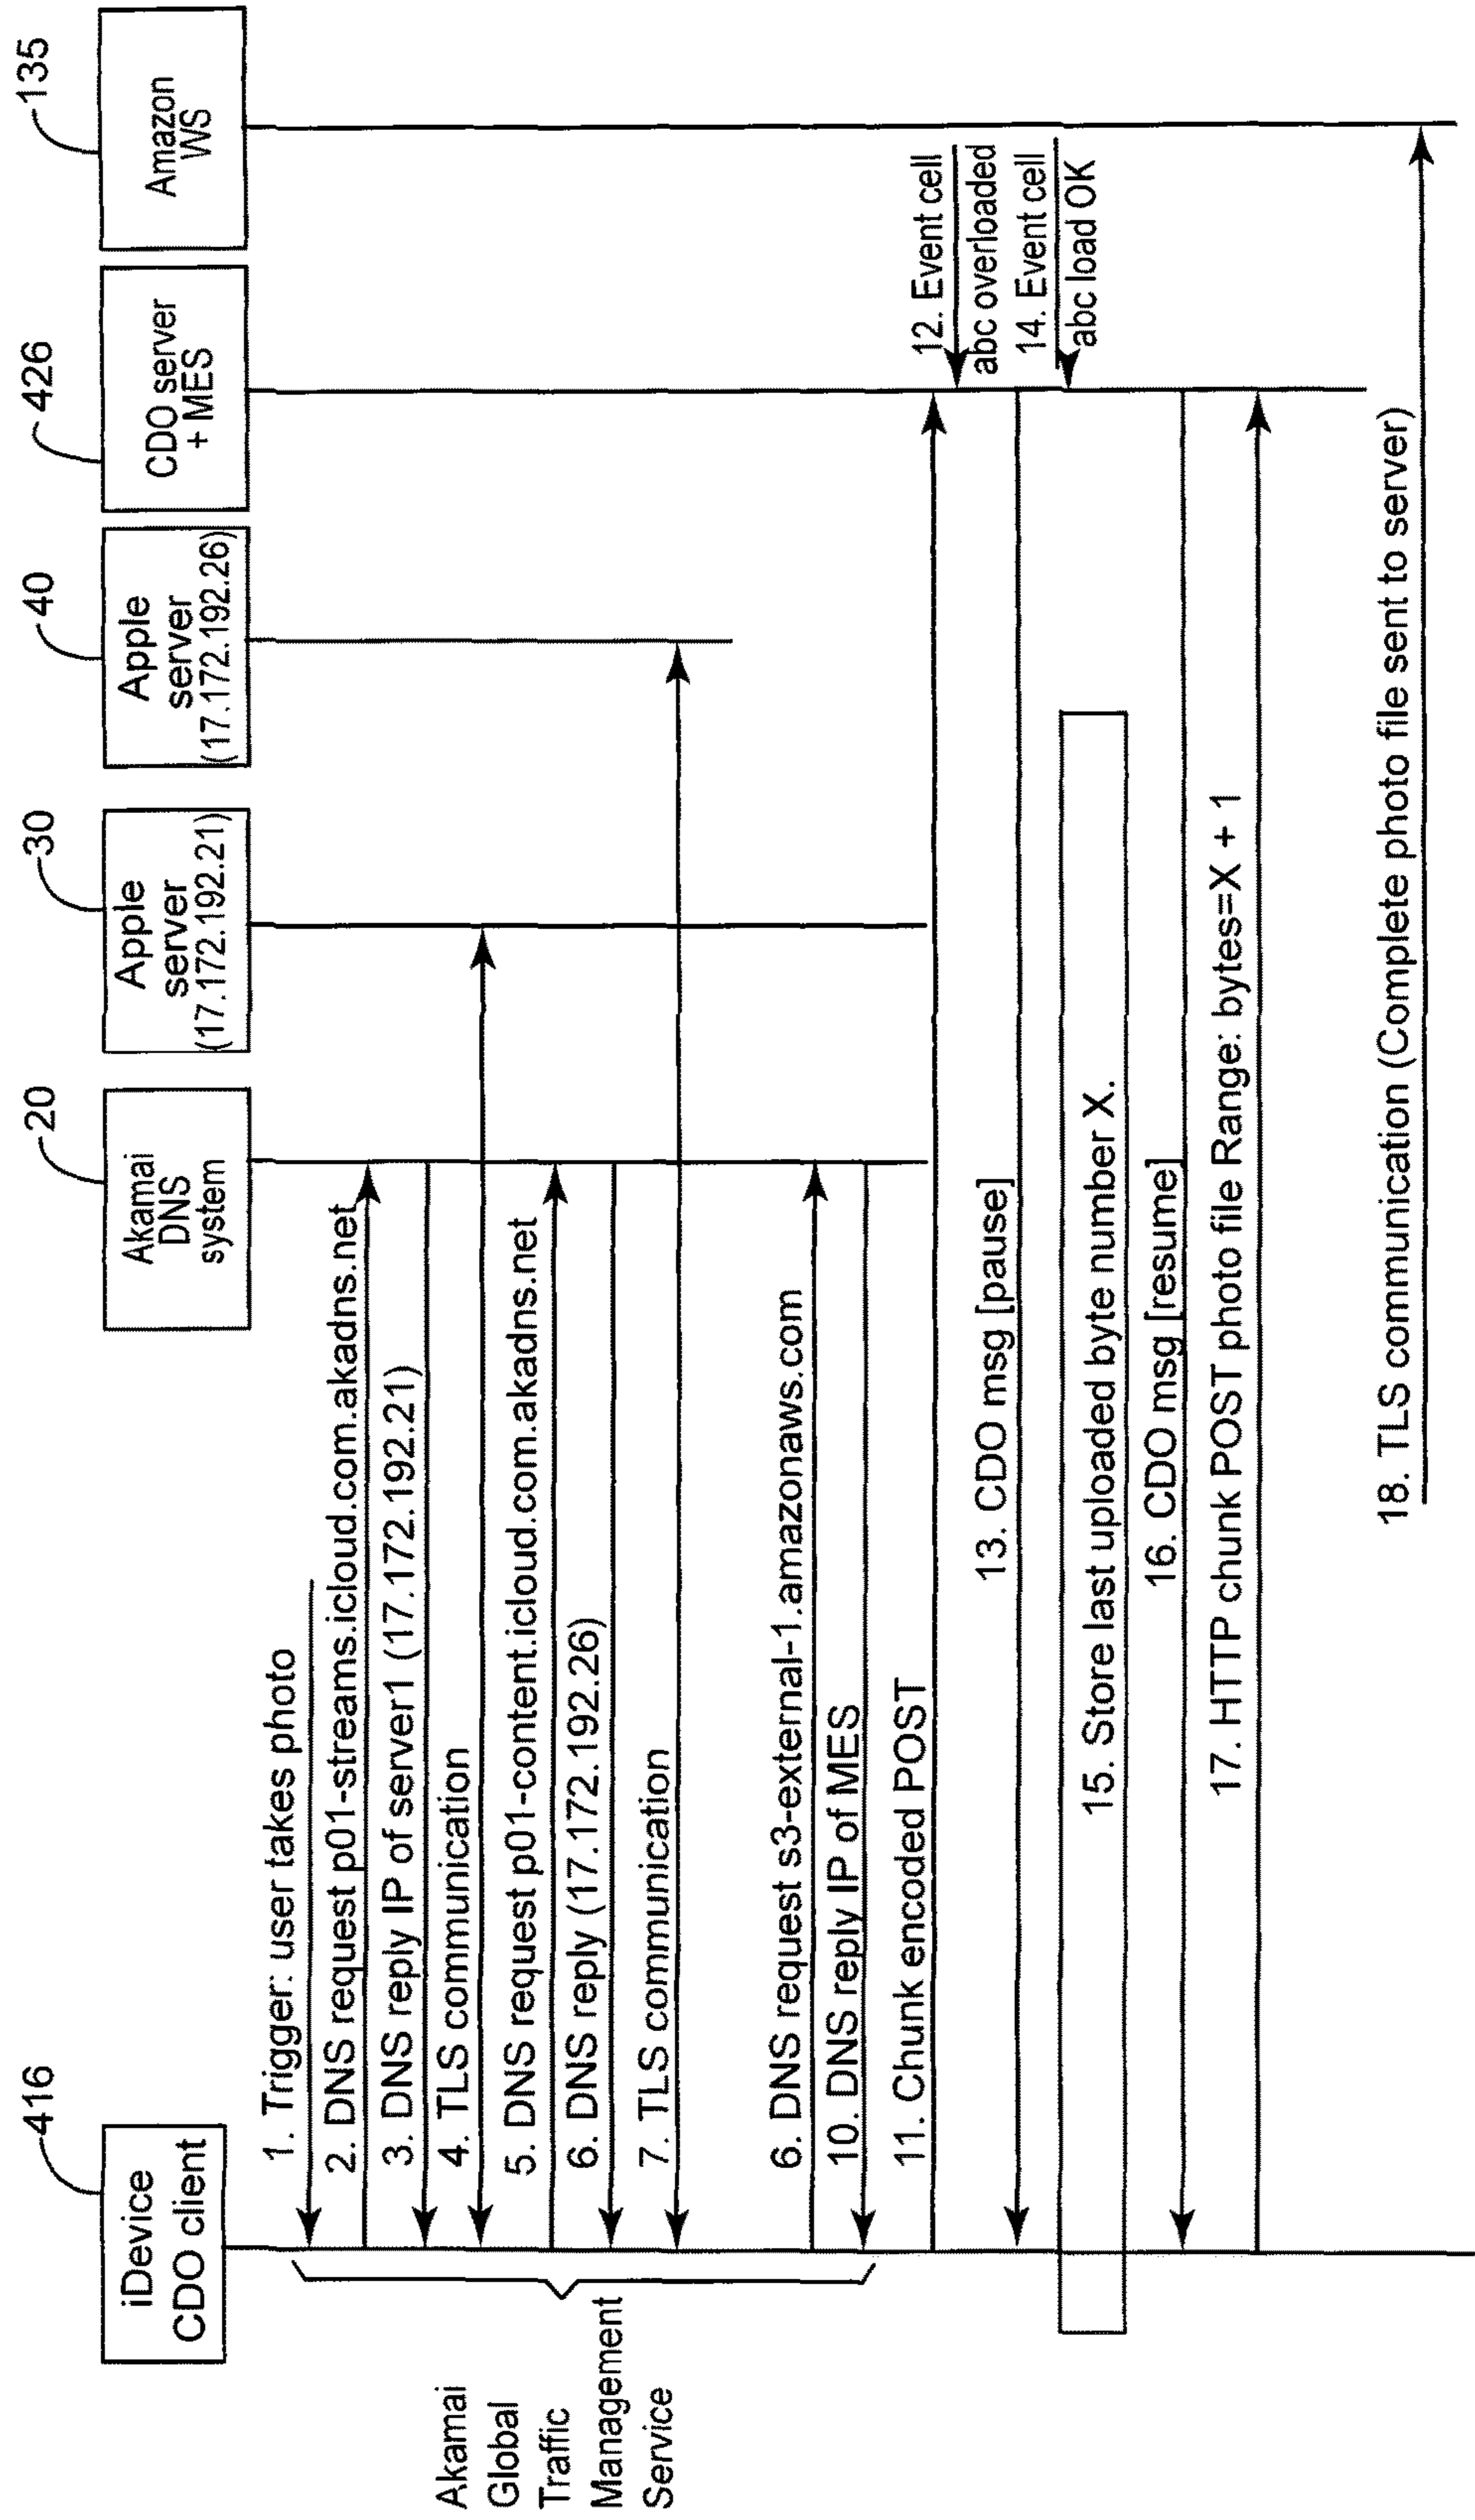 416
20
30
40
426
135
iDevice
CDO client
Akamai
DNS
system
Apple
server
(17.172.192.21)
Apple
server
(17.172.192.26)
CDO server
+ MES
Amazon
WS
Akamai
Global
Traffic
Management
Service
1. Trigger: user takes photo
2. DNS request p01-streams.icloud.com.akadns.net
3. DNS reply IP of server1 (17.172.192.21)
4. TLS communication
5. DNS request p01-content.icloud.com.akadns.net
6. DNS reply (17.172.192.26)
7. TLS communication
6. DNS request s3-external-1.amazonaws.com
10. DNS reply IP of MES
11. Chunk encoded POST
12. Event cell
abc overloaded
13. CDO msg [pause]
14. Event cell
abc load OK
15. Store last uploaded byte number X.
16. CDO msg [resume]
17. HTTP chunk POST photo file Range: bytes=X + 1
18. TLS communication (Complete photo file sent to server)